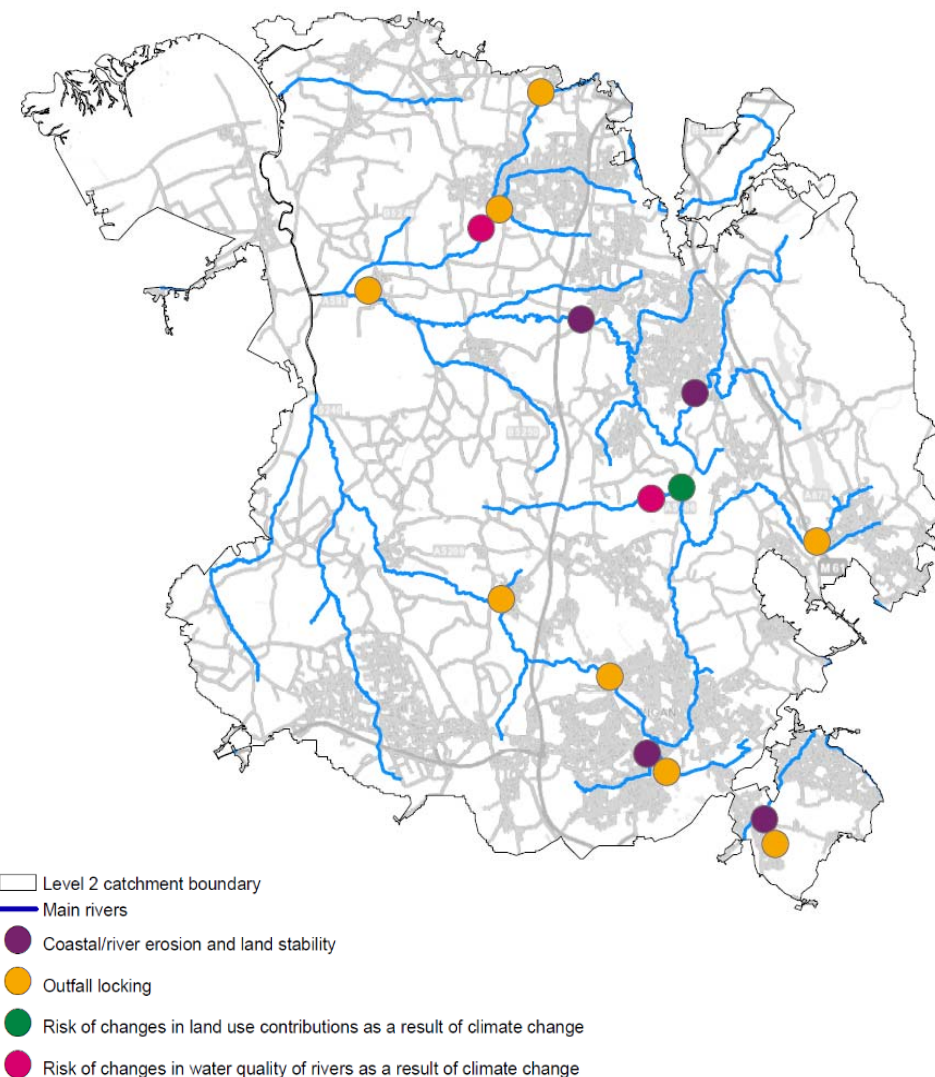 A5209
M 61
Level 2 catchment boundary
Main rivers
Coastal/river erosion and land stability
Outfall locking
Risk of changes in land use contributions as a result of climate change
Risk of changes in water quality of rivers as a result of climate change